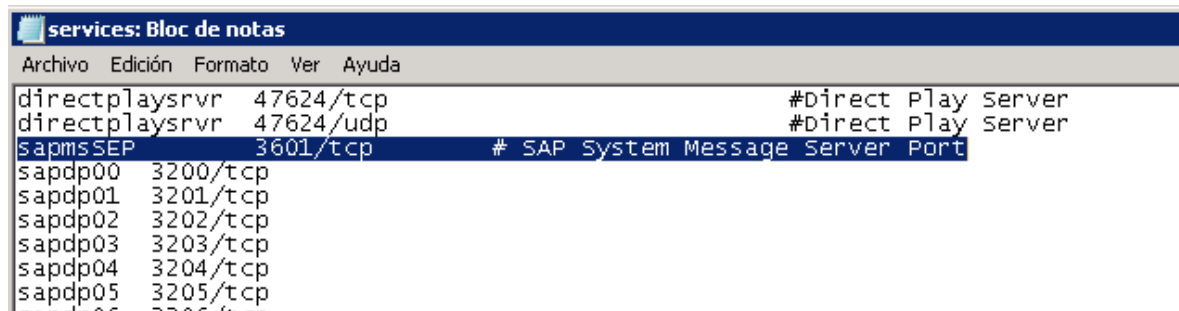 services: Bloc de notas
Archivo Edición Formato Ver Ayuda
directplaysrvr 47624/tcp #Direct Play Server
directplaysrvr 47624/udp #Direct Play Server
sapmsSEP 3601/tcp # SAP System Message Server Port
sapdp00 3200/tcp
sapdp01 3201/tcp
sapdp02 3202/tcp
sapdp03 3203/tcp
sapdp04 3204/tcp
sapdp05 3205/tcp